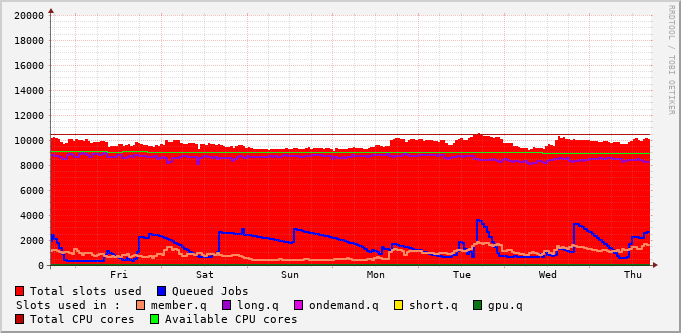 20000
18000
16000
14000
12000
10000
8000
6000
4000
2000
0
Fri Sat Sun Mon Tue Wed Thu
Total slots used Queued Jobs
Slots used in : member.q long.q ondemand.q short.q gpu.q
Total CPU cores Available CPU cores
RRDTOOL / TOBI OETIKER